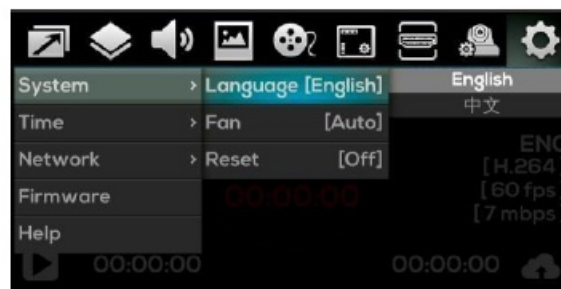 System > Language [English] English
中文
Time > Fan [Auto]
ENC
Network > Reset [Off]
[H.264
Firmware 00:00:00 [60 fps
[7 mbps
Help
00:00:00 00:00:00